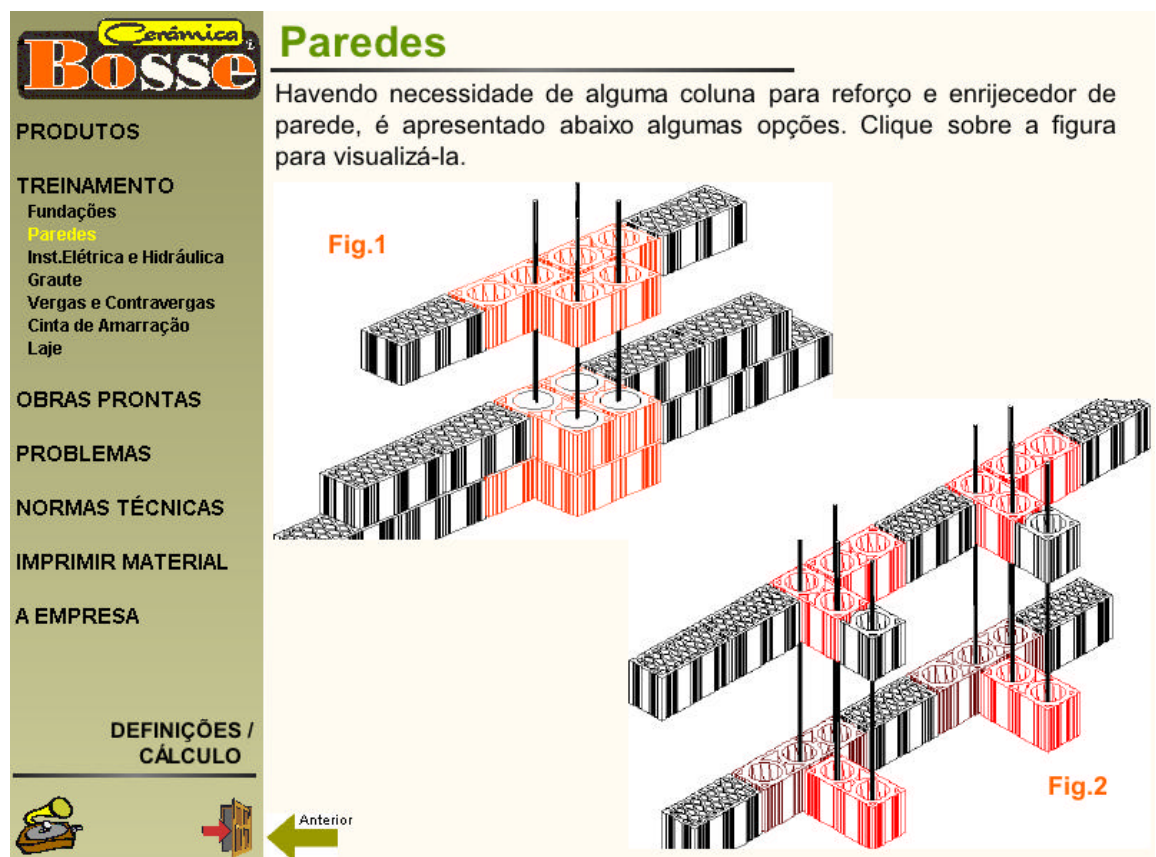 Cerâmica
Bosse
PRODUTOS
TREINAMENTO
Fundações
Paredes
Inst.Elétrica e Hidráulica
Graute
Vergas e Contravergas
Cinta de Amarração
Laje
OBRAS PRONTAS
PROBLEMAS
NORMAS TÉCNICAS
IMPRIMIR MATERIAL
A EMPRESA
DEFINIÇÕES /
CÁLCULO
Paredes
Havendo necessidade de alguma coluna para reforço e enrijecedor de
parede, é apresentado abaixo algumas opções. Clique sobre a figura
para visualizá-la.
Fig.1
Fig.2
Anterior